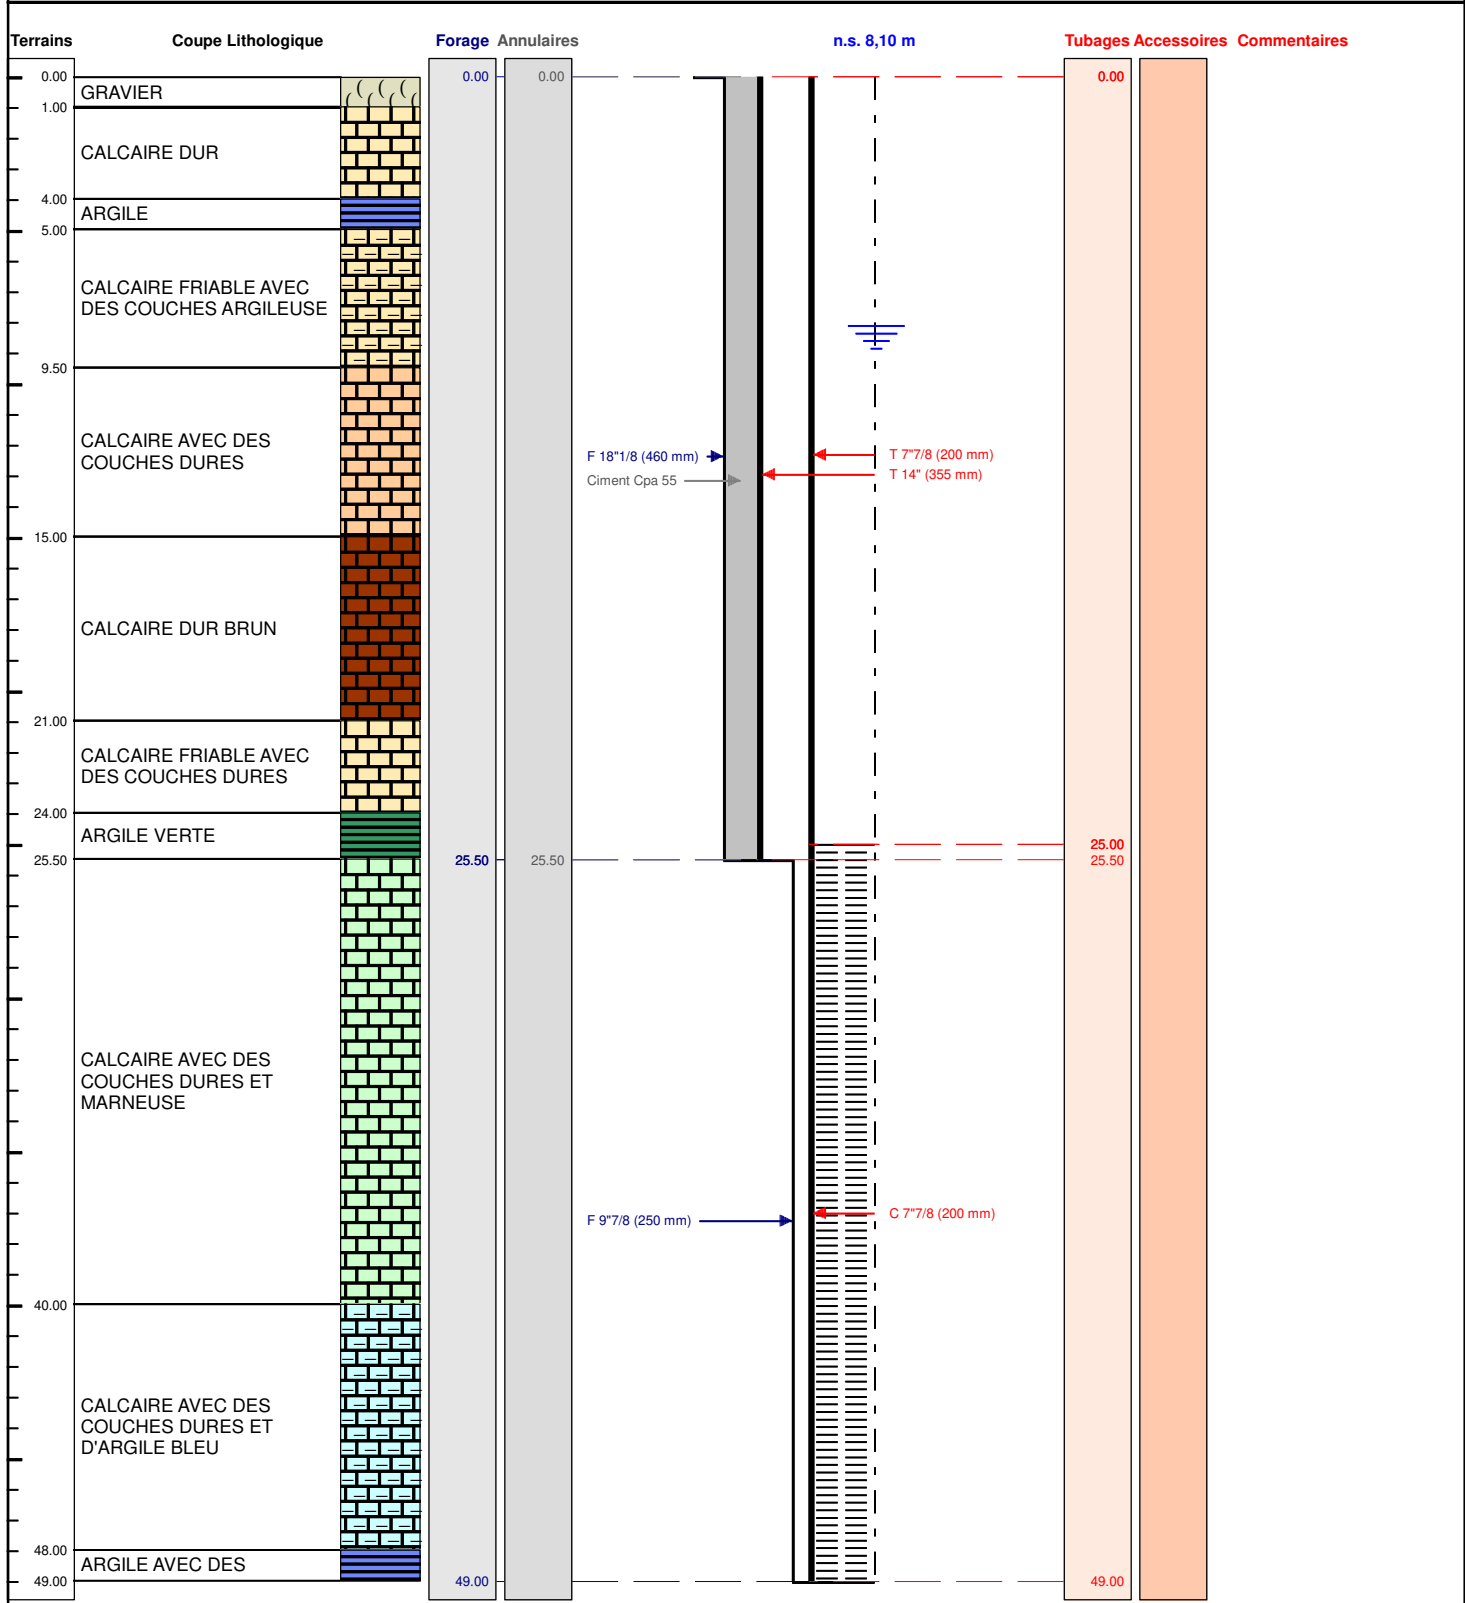 Terrains Coupe Lithologique Forage Annulaires n.s. 8,10 m Tubages Accessoires Commentaires
0.00 0.00 0.00 0.00
GRAVIER
1.00
CALCAIRE DUR
4.00
ARGILE
5.00
CALCAIRE FRIABLE AVEC
DES COUCHES ARGILEUSE
9.50
CALCAIRE AVEC DES
COUCHES DURES
F 18"1/8 (460 mm) T 7"7/8 (200 mm)
Ciment Cpa 55 T 14" (355 mm)
15.00
CALCAIRE DUR BRUN
21.00
CALCAIRE FRIABLE AVEC
DES COUCHES DURES
24.00
ARGILE VERTE
25.00
25.50 25.50 25.50 25.50
CALCAIRE AVEC DES
COUCHES DURES ET
MARNEUSE
F 9"7/8 (250 mm) C 7"7/8 (200 mm)
40.00
CALCAIRE AVEC DES
COUCHES DURES ET
D'ARGILE BLEU
48.00
ARGILE AVEC DES
49.00 49.00 49.00